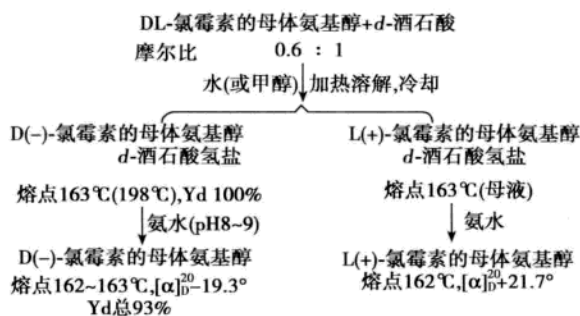 DL-氯霉素的母体氨基醇+d-酒石酸
摩尔比 0.6 : 1
水(或甲醇) 加热溶解,冷却
D(−)-氯霉素的母体氨基醇 L(+)-氯霉素的母体氨基醇
d-酒石酸氢盐 d-酒石酸氢盐
熔点163℃(198℃),Yd 100% 熔点163℃(母液)
氨水(pH8~9) 氨水
D(−)-氯霉素的母体氨基醇 L(+)-氯霉素的母体氨基醇
熔点162~163℃,[α]20D−19.3° 熔点162℃,[α]20D+21.7°
Yd总93%